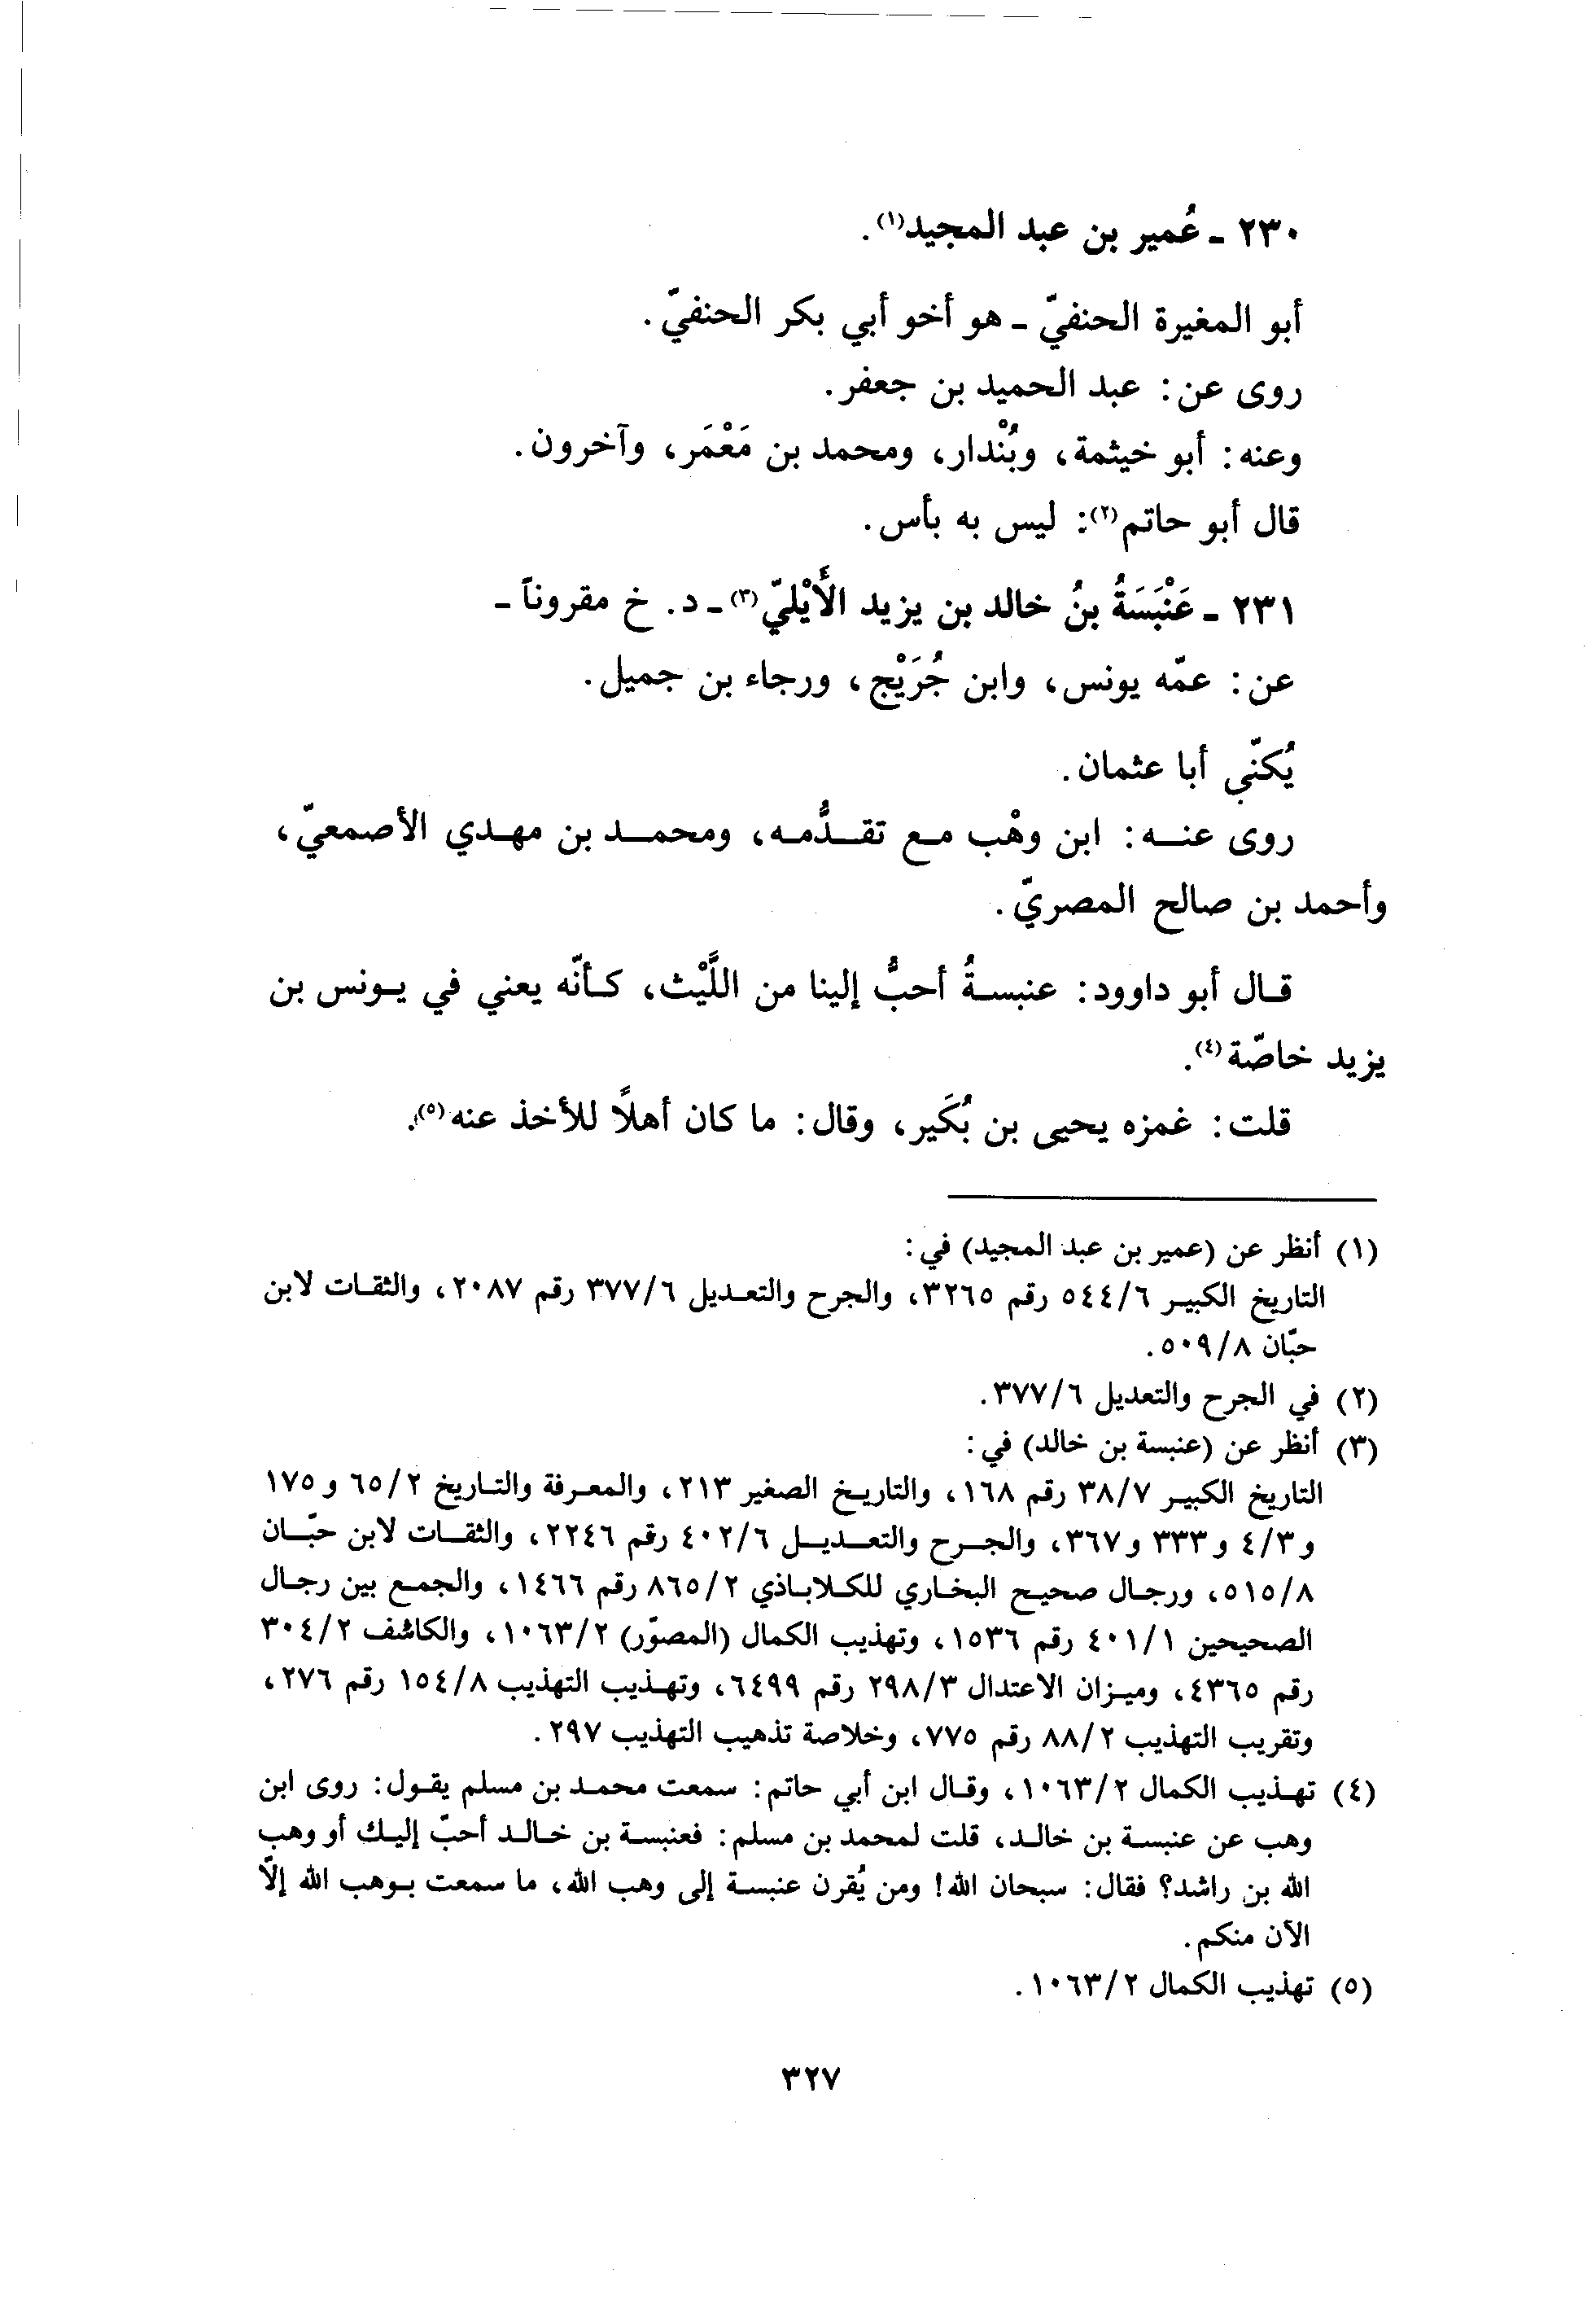 ٢٣٠ ـ عُمير بن عبد المجيد(١).
أبو المغيرة الحنفيّ ـ هو أخو أبي بكر الحنفيّ.
روى عن: عبد الحميد بن جعفر.
وعنه: أبو خيثمة، وبُنْدار، ومحمد بن مَعْمَر، وآخرون.
قال أبو حاتم(٢): ليس به بأس.
٢٣١ ـ عَنْبَسَةُ بنُ خالد بن يزيد الأَيْليّ(٣) ـ د. خ مقروناً ـ
عن: عمّه يونس، وابن جُرَيْج، ورجاء بن جميل.
يُكنّى أبا عثمان.
روى عنه: ابن وهْب مع تقدُّمه، ومحمد بن مهدي الأصمعيّ،
وأحمد بن صالح المصريّ.
قال أبو داوود: عنبسةُ أحبُّ إلينا من اللَّيْث، كأنّه يعني في يونس بن
يزيد خاصّة(٤).
قلت: غمزه يحيى بن بُكَير، وقال: ما كان أهلًا للأخذ عنه(٥).
(١) أنظر عن (عمير بن عبد المجيد) في:
التاريخ الكبير ٥٤٤/٦ رقم ٣٢٦٥، والجرح والتعديل ٣٧٧/٦ رقم ٢٠٨٧، والثقات لابن
حبّان ٥٠٩/٨.
(٢) في الجرح والتعديل ٣٧٧/٦.
(٣) أنظر عن (عنبسة بن خالد) في:
التاريخ الكبير ٣٨/٧ رقم ١٦٨، والتاريخ الصغير ٢١٣، والمعرفة والتاريخ ٦٥/٢ و ١٧٥
و ٤/٣ و ٣٣٣ و ٣٦٧، والجرح والتعديل ٤٠٢/٦ رقم ٢٢٤٦، والثقات لابن حبّان
٥١٥/٨، ورجال صحيح البخاري للكلاباذي ٨٦٥/٢ رقم ١٤٦٦، والجمع بين رجال
الصحيحين ٤٠١/١ رقم ١٥٣٦، وتهذيب الكمال (المصوّر) ١٠٦٣/٢، والكاشف ٣٠٤/٢
رقم ٤٣٦٥، وميزان الاعتدال ٢٩٨/٣ رقم ٦٤٩٩، وتهذيب التهذيب ١٥٤/٨ رقم ٢٧٦،
وتقريب التهذيب ٨٨/٢ رقم ٧٧٥، وخلاصة تذهيب التهذيب ٢٩٧.
(٤) تهذيب الكمال ١٠٦٣/٢، وقال ابن أبي حاتم: سمعت محمد بن مسلم يقول: روى ابن
وهب عن عنبسة بن خالد، قلت لمحمد بن مسلم: فعنبسة بن خالد أحبّ إليك أو وهب
الله بن راشد؟ فقال: سبحان الله! ومن يُقرن عنبسة إلى وهب الله، ما سمعت بوهب الله إلّا
الآن منكم.
(٥) تهذيب الكمال ١٠٦٣/٢.
٣٢٧